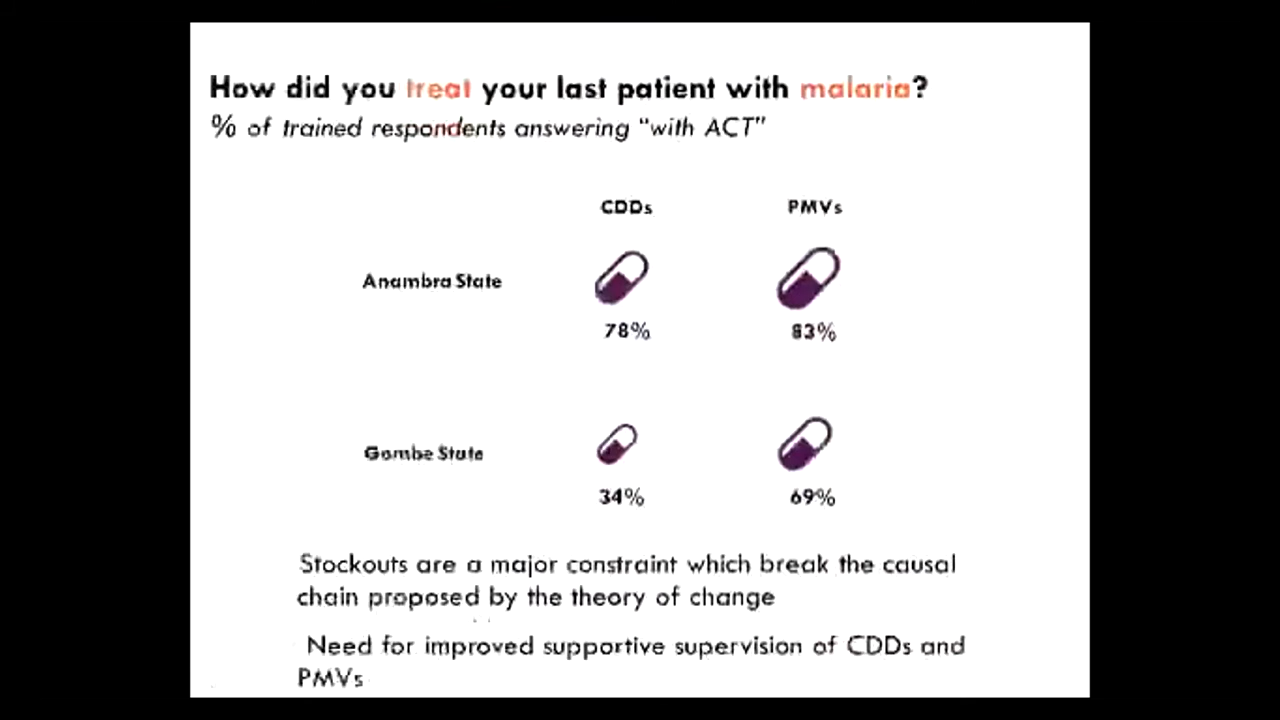 How did you treat your last patient with malaria?
% of trained respondents answering "with ACT"
CDDs PMVs
Anambra State
78% 83%
Gombe State
34% 69%
Stockouts are a major constraint which break the causal
chain proposed by the theory of change
Need for improved supportive supervision of CDDs and
PMVs